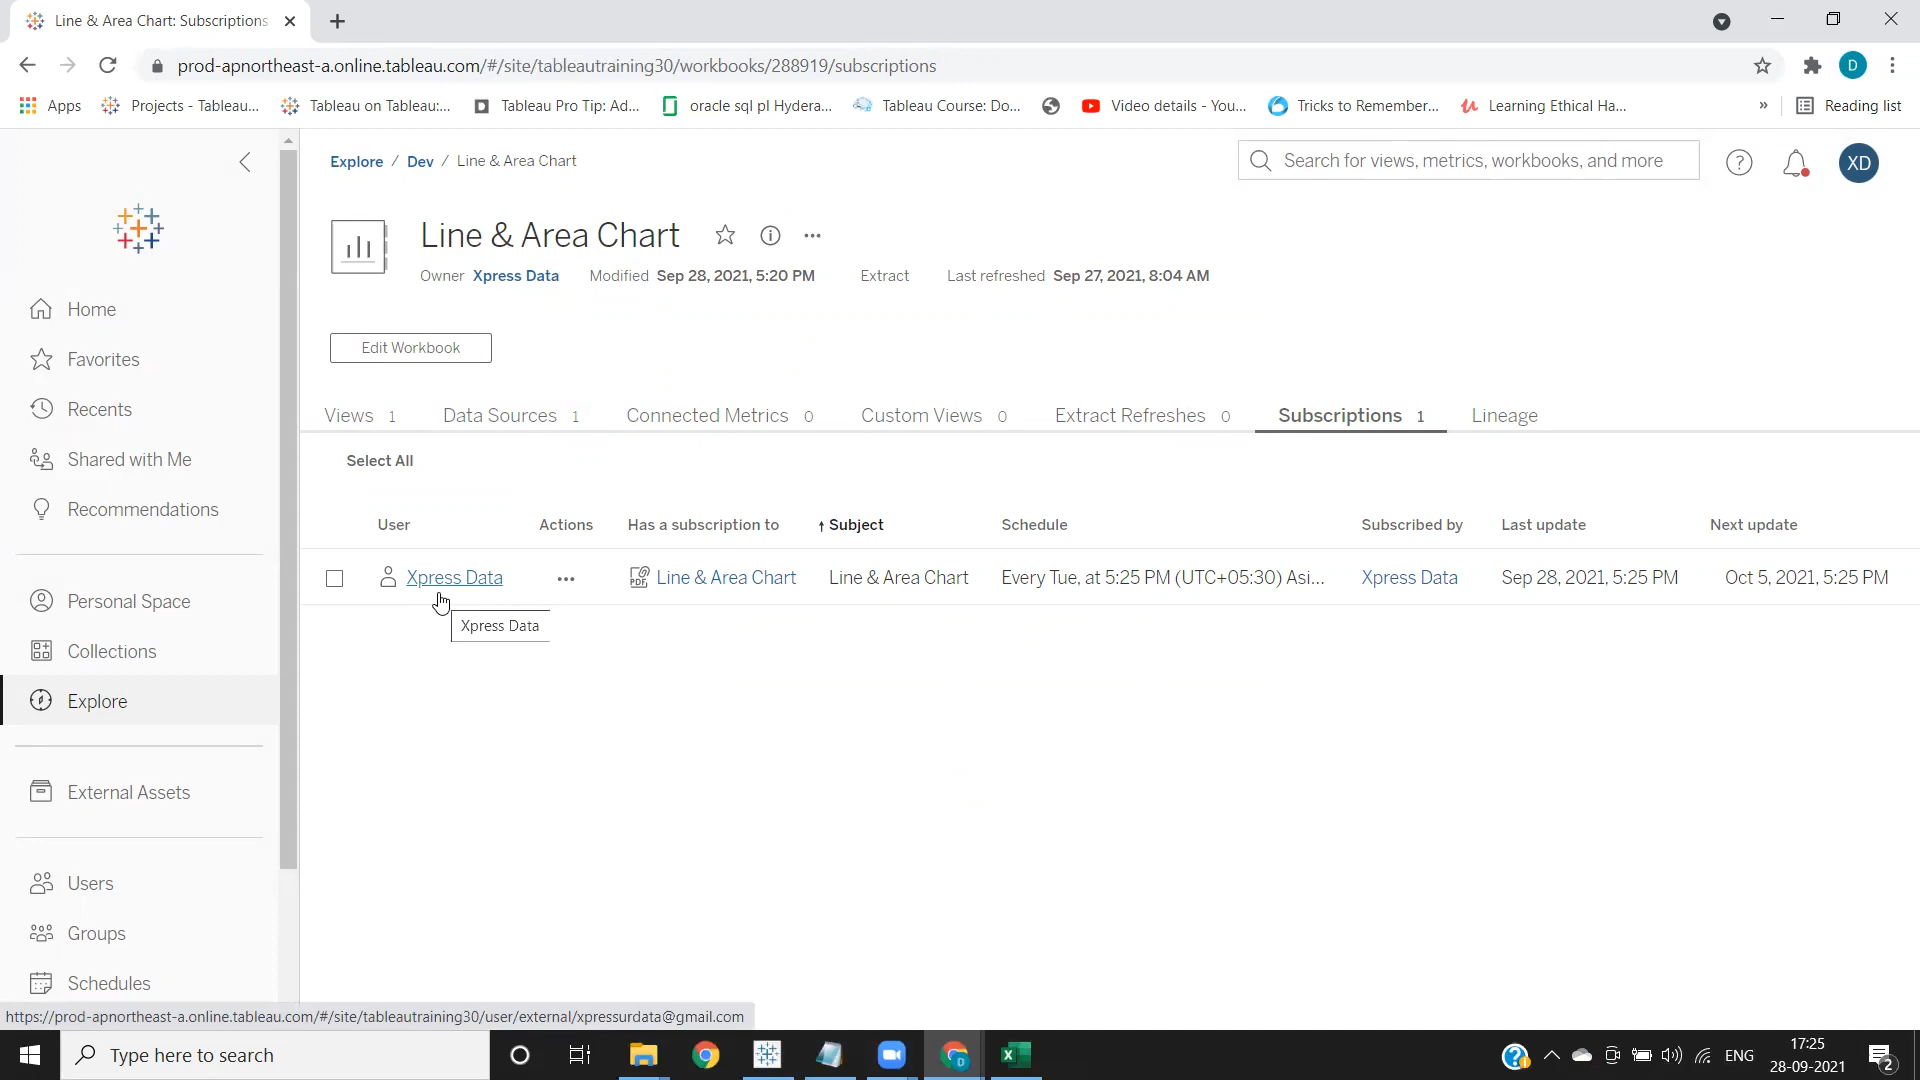 Line & Area Chart: Subscriptions
prod-apnortheast-a.online.tableau.com/#/site/tableautraining30/workbooks/288919/subscriptions
D
Apps
Projects - Tableau...
Tableau on Tableau:...
Tableau Pro Tip: Ad...
oracle sql pl Hydera...
Tableau Course: Do...
Video details - You...
Tricks to Remember...
Learning Ethical Ha...
»
Reading list
Explore / Dev / Line & Area Chart
Search for views, metrics, workbooks, and more
XD
Line & Area Chart
Owner Xpress Data Modified Sep 28, 2021, 5:20 PM Extract Last refreshed Sep 27, 2021, 8:04 AM
Edit Workbook
Home
Favorites
Recents
Shared with Me
Recommendations
Personal Space
Collections
Explore
External Assets
Users
Groups
Schedules
Views 1 Data Sources 1 Connected Metrics 0 Custom Views 0 Extract Refreshes 0 Subscriptions 1 Lineage
Select All
User Actions Has a subscription to ↑ Subject Schedule Subscribed by Last update Next update
Xpress Data ... PDF Line & Area Chart Line & Area Chart Every Tue, at 5:25 PM (UTC+05:30) Asi... Xpress Data Sep 28, 2021, 5:25 PM Oct 5, 2021, 5:25 PM
Xpress Data
https://prod-apnortheast-a.online.tableau.com/#/site/tableautraining30/user/external/xpressurdata@gmail.com
Type here to search
ENG
17:25
28-09-2021
2